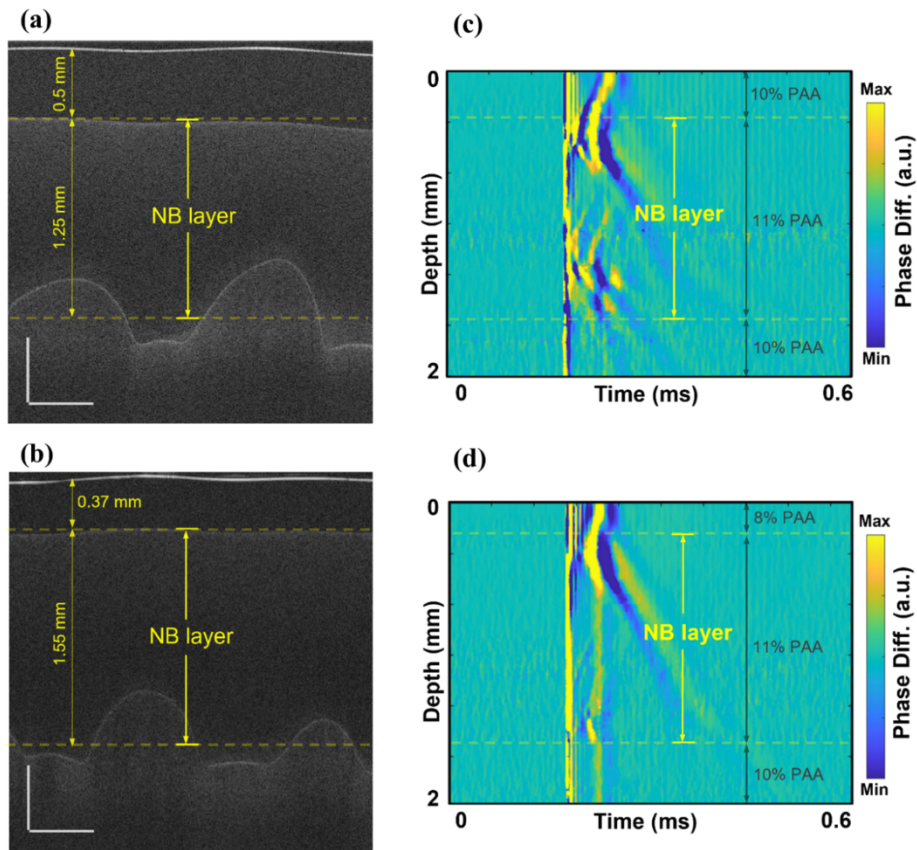 (a)
0.5 mm
1.25 mm
NB layer
(b)
0.37 mm
1.55 mm
NB layer
(c)
0
2
Depth (mm)
10% PAA
11% PAA
10% PAA
NB layer
0
Time (ms)
0.6
Max
Min
Phase Diff. (a.u.)
(d)
0
2
Depth (mm)
8% PAA
11% PAA
10% PAA
NB layer
0
Time (ms)
0.6
Max
Min
Phase Diff. (a.u.)